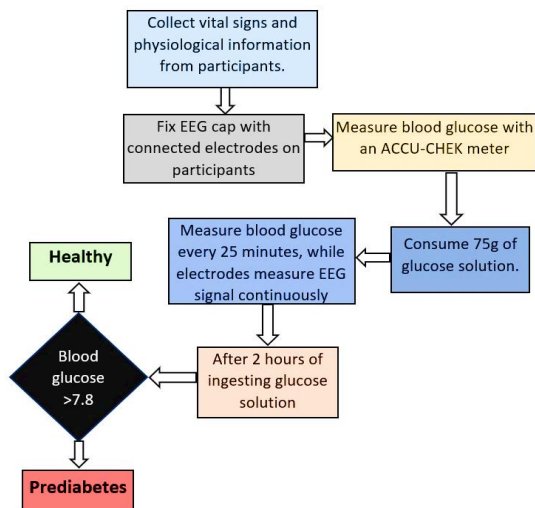 Collect vital signs and
physiological information
from participants.
Fix EEG cap with
connected electrodes on
participants
Measure blood glucose with
an ACCU-CHEK meter
Consume 75g of
glucose solution.
Measure blood glucose
every 25 minutes, while
electrodes measure EEG
signal continuously
After 2 hours of
ingesting glucose
solution
Blood
glucose
>7.8
Healthy
Prediabetes